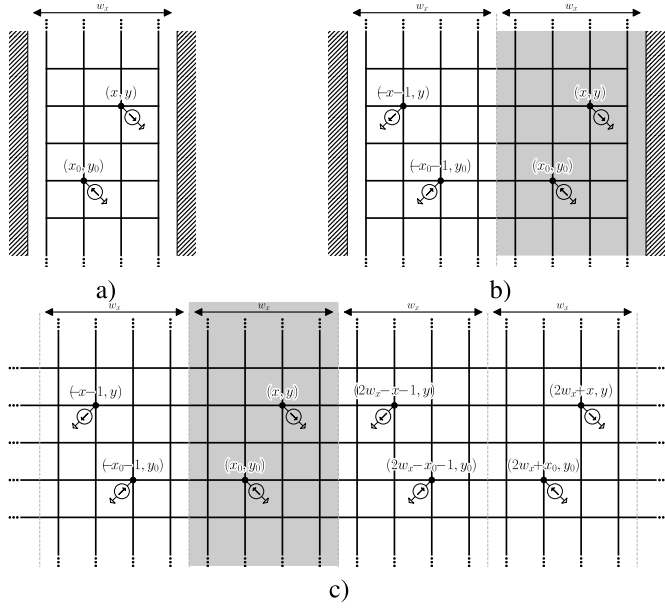 w_x
(x, y)
(x_0, y_0)
a)
w_x
w_x
(−x−1, y)
(x, y)
(−x_0−1, y_0)
(x_0, y_0)
b)
w_x
w_x
w_x
w_x
(−x−1, y)
(x, y)
(2w_x−x−1, y)
(2w_x+x, y)
(−x_0−1, y_0)
(x_0, y_0)
(2w_x−x_0−1, y_0)
(2w_x+x_0, y_0)
c)